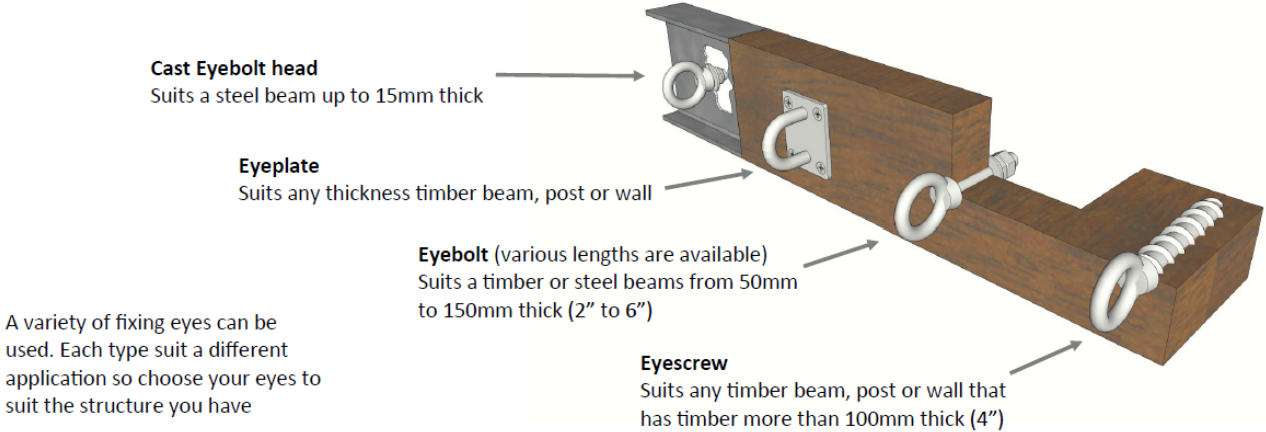 Cast Eyebolt head
Suits a steel beam up to 15mm thick
Eyeplate
Suits any thickness timber beam, post or wall
Eyebolt (various lengths are available)
Suits a timber or steel beams from 50mm
to 150mm thick (2” to 6”)
A variety of fixing eyes can be
used. Each type suit a different
application so choose your eyes to
suit the structure you have
Eyescrew
Suits any timber beam, post or wall that
has timber more than 100mm thick (4”)